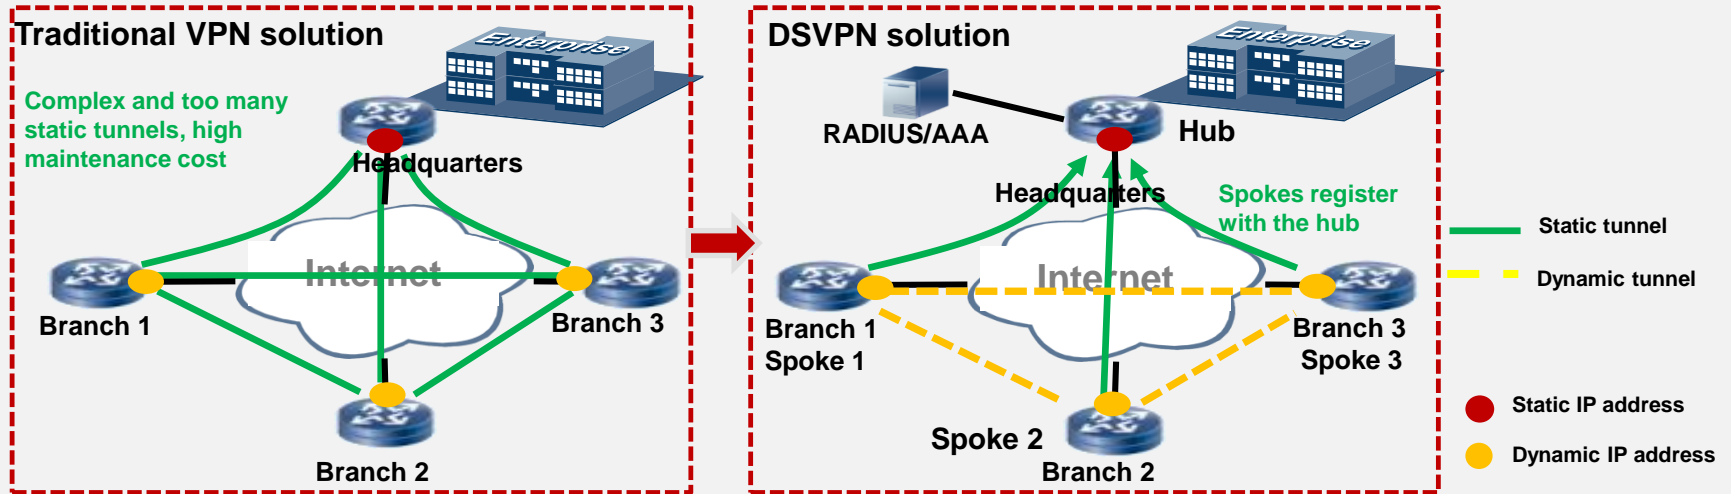 Traditional VPN solution
Enterprise
Complex and too many
static tunnels, high
maintenance cost
Headquarters
Internet
Branch 1
Branch 3
Branch 2
DSVPN solution
Enterprise
RADIUS/AAA
Hub
Headquarters
Spokes register
with the hub
Internet
Branch 1
Spoke 1
Branch 3
Spoke 3
Spoke 2
Branch 2
Static tunnel
Dynamic tunnel
Static IP address
Dynamic IP address